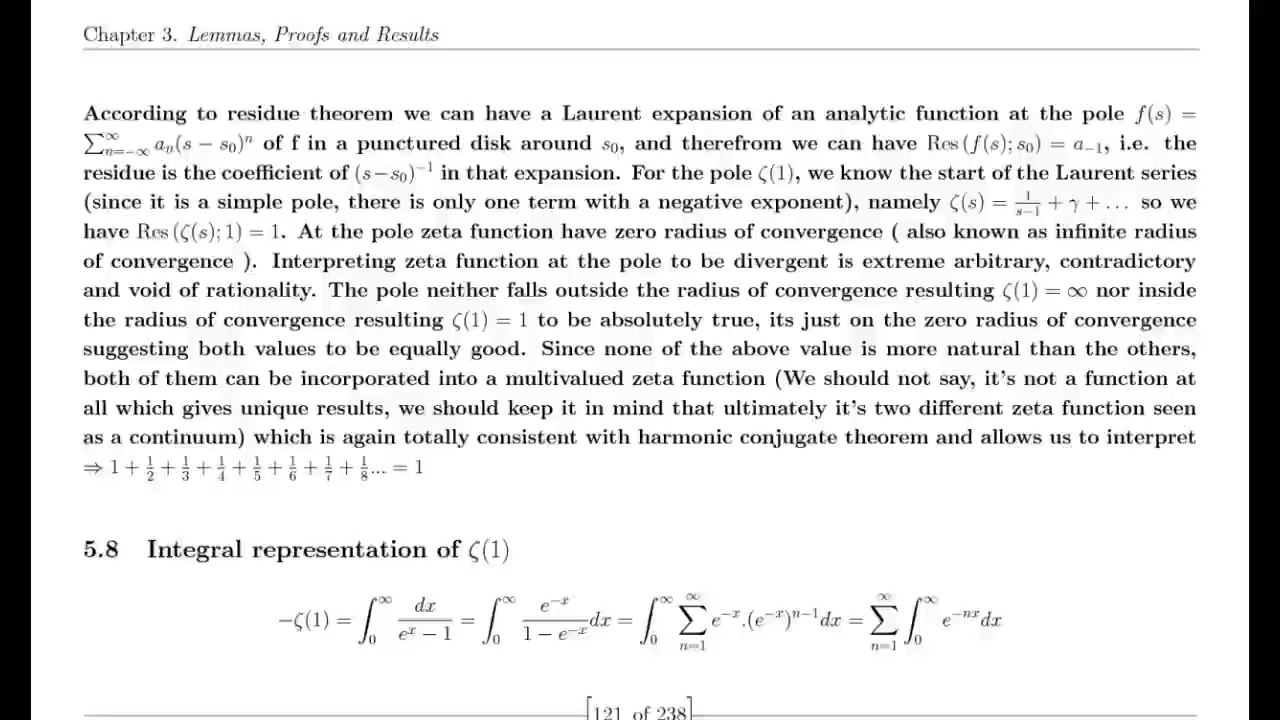 Chapter 3. Lemmas, Proofs and Results
According to residue theorem we can have a Laurent expansion of an analytic function at the pole f(s) =
∑_{n=−∞}^{∞} a_n(s − s_0)^n of f in a punctured disk around s_0, and therefrom we can have Res (f(s); s_0) = a_{−1}, i.e. the
residue is the coefficient of (s−s_0)^{−1} in that expansion. For the pole ζ(1), we know the start of the Laurent series
(since it is a simple pole, there is only one term with a negative exponent), namely ζ(s) = 1/(s−1) + γ + . . . so we
have Res (ζ(s); 1) = 1. At the pole zeta function have zero radius of convergence ( also known as infinite radius
of convergence ). Interpreting zeta function at the pole to be divergent is extreme arbitrary, contradictory
and void of rationality. The pole neither falls outside the radius of convergence resulting ζ(1) = ∞ nor inside
the radius of convergence resulting ζ(1) = 1 to be absolutely true, its just on the zero radius of convergence
suggesting both values to be equally good. Since none of the above value is more natural than the others,
both of them can be incorporated into a multivalued zeta function (We should not say, it's not a function at
all which gives unique results, we should keep it in mind that ultimately it's two different zeta function seen
as a continuum) which is again totally consistent with harmonic conjugate theorem and allows us to interpret
⇒ 1 + 1/2 + 1/3 + 1/4 + 1/5 + 1/6 + 1/7 + 1/8... = 1
5.8 Integral representation of ζ(1)
−ζ(1) = ∫_0^∞ dx/(e^x − 1) = ∫_0^∞ e^{−x}/(1 − e^{−x}) dx = ∫_0^∞ ∑_{n=1}^∞ e^{−x}.(e^{−x})^{n−1} dx = ∑_{n=1}^∞ ∫_0^∞ e^{−nx} dx
[121 of 238]